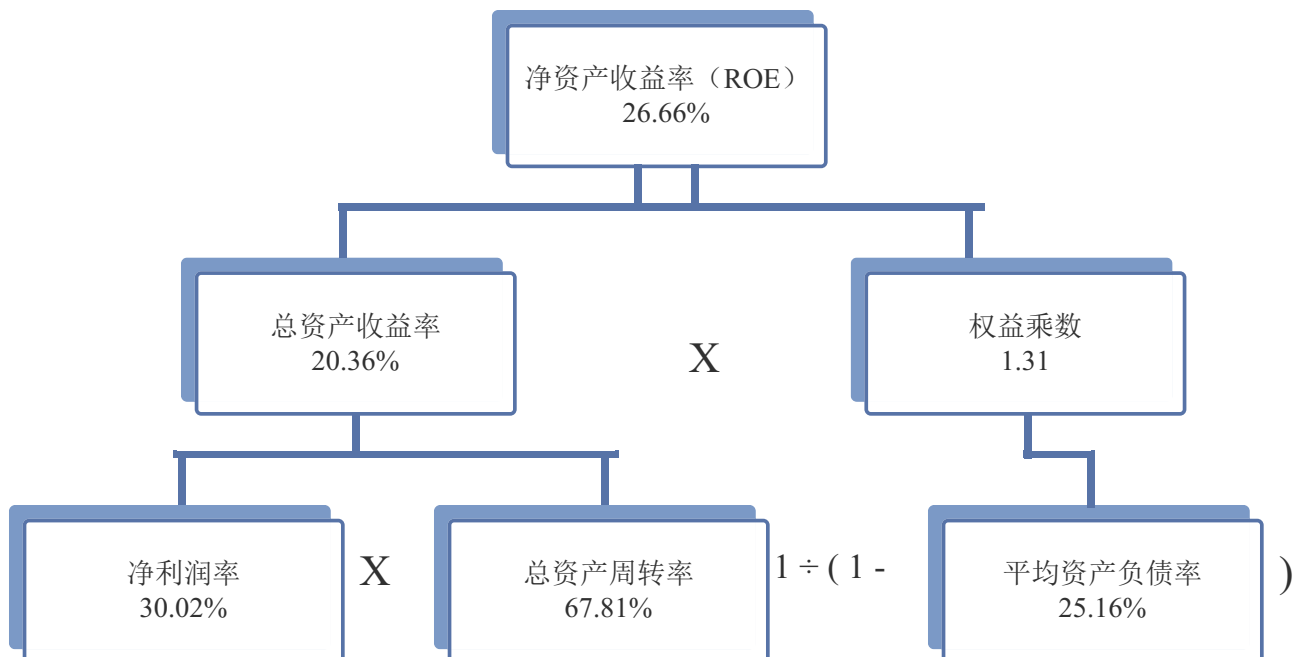 净资产收益率（ROE）
26.66%
总资产收益率
20.36%
X
权益乘数
1.31
净利润率
30.02%
X
总资产周转率
67.81%
1 ÷ ( 1 -
平均资产负债率
25.16%
)